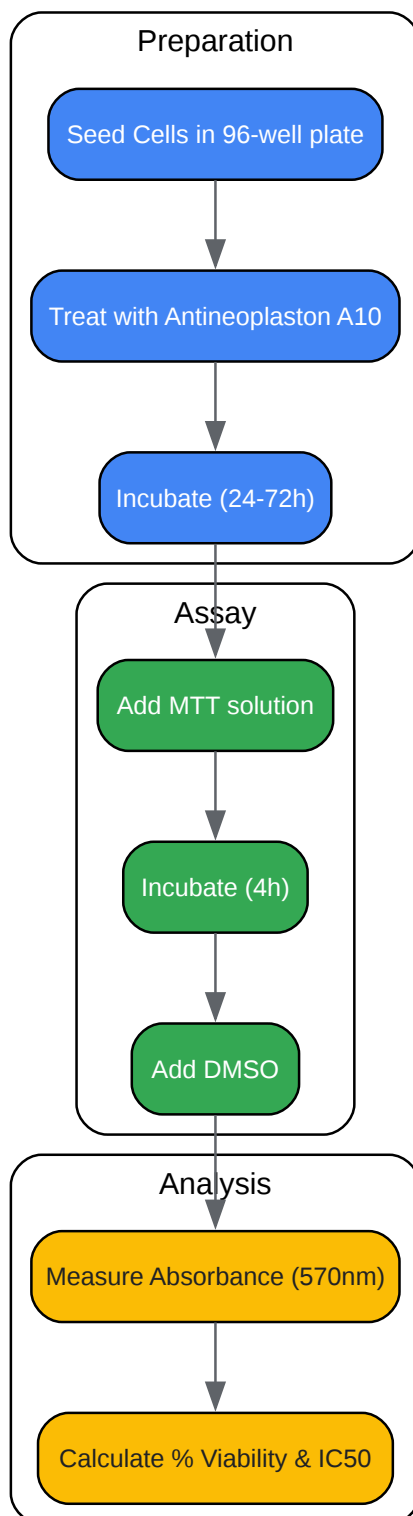 Preparation
Seed Cells in 96-well plate
Treat with Antineoplaston A10
Incubate (24-72h)
Assay
Add MTT solution
Incubate (4h)
Add DMSO
Analysis
Measure Absorbance (570nm)
Calculate % Viability & IC50